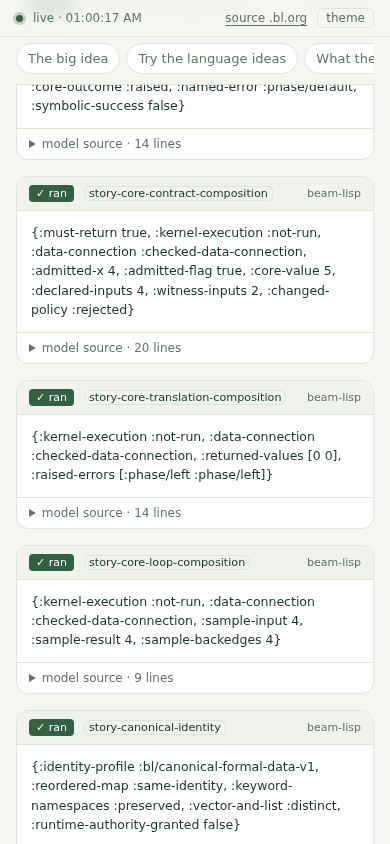 live · 01:00:17 AM
source .bl.org
theme
The big idea
Try the language ideas
What the
:core-outcome :raised, :named-error :phase/default,
:symbolic-success false}
▶ model source · 14 lines
✓ ran story-core-contract-composition beam-lisp
{:must-return true, :kernel-execution :not-run,
:data-connection :checked-data-connection,
:admitted-x 4, :admitted-flag true, :core-value 5,
:declared-inputs 4, :witness-inputs 2, :changed-
policy :rejected}
▶ model source · 20 lines
✓ ran story-core-translation-composition beam-lisp
{:kernel-execution :not-run, :data-connection
:checked-data-connection, :returned-values [0 0],
:raised-errors [:phase/left :phase/left]}
▶ model source · 14 lines
✓ ran story-core-loop-composition beam-lisp
{:kernel-execution :not-run, :data-connection
:checked-data-connection, :sample-input 4,
:sample-result 4, :sample-backedges 4}
▶ model source · 9 lines
✓ ran story-canonical-identity beam-lisp
{:identity-profile :bl/canonical-formal-data-v1,
:reordered-map :same-identity, :keyword-
namespaces :preserved, :vector-and-list :distinct,
:runtime-authority-granted false}